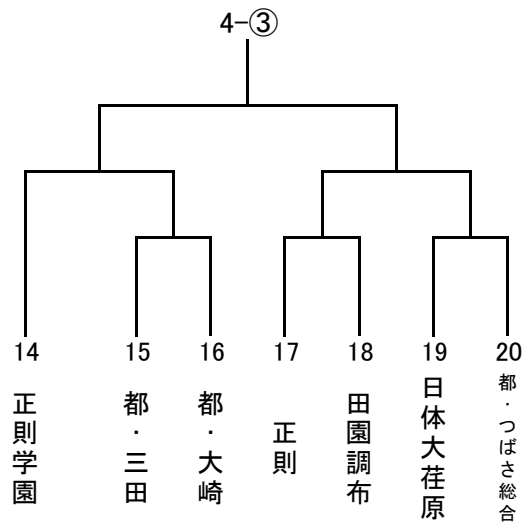 4-③
14
15
16
17
18
19
20
正則学園
都・三田
都・大崎
正則
田園調布
日体大荏原
都・つばさ総合